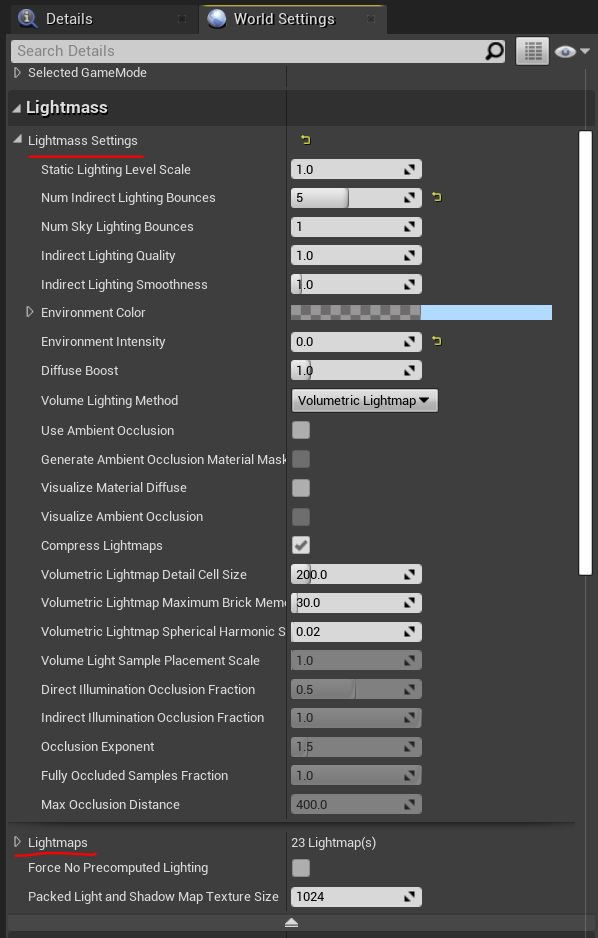 Details
World Settings
Search Details
Selected GameMode
Lightmass
Lightmass Settings
Static Lighting Level Scale 1.0
Num Indirect Lighting Bounces 5
Num Sky Lighting Bounces 1
Indirect Lighting Quality 1.0
Indirect Lighting Smoothness 1.0
Environment Color
Environment Intensity 0.0
Diffuse Boost 1.0
Volume Lighting Method Volumetric Lightmap
Use Ambient Occlusion
Generate Ambient Occlusion Material Mask
Visualize Material Diffuse
Visualize Ambient Occlusion
Compress Lightmaps
Volumetric Lightmap Detail Cell Size 200.0
Volumetric Lightmap Maximum Brick Mem 30.0
Volumetric Lightmap Spherical Harmonic S 0.02
Volume Light Sample Placement Scale 1.0
Direct Illumination Occlusion Fraction 0.5
Indirect Illumination Occlusion Fraction 1.0
Occlusion Exponent 1.5
Fully Occluded Samples Fraction 1.0
Max Occlusion Distance 400.0
Lightmaps 23 Lightmap(s)
Force No Precomputed Lighting
Packed Light and Shadow Map Texture Size 1024